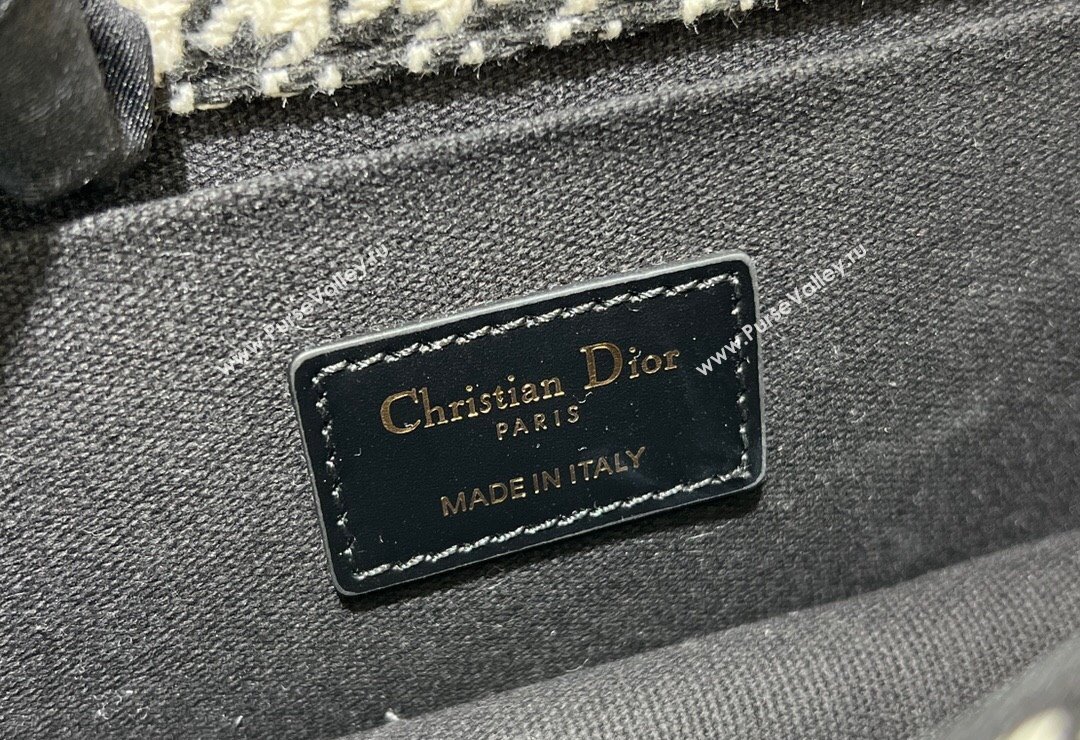 Christian Dior
PARIS
MADE IN ITALY
www.PurseValley.ru
www.PurseValley.ru